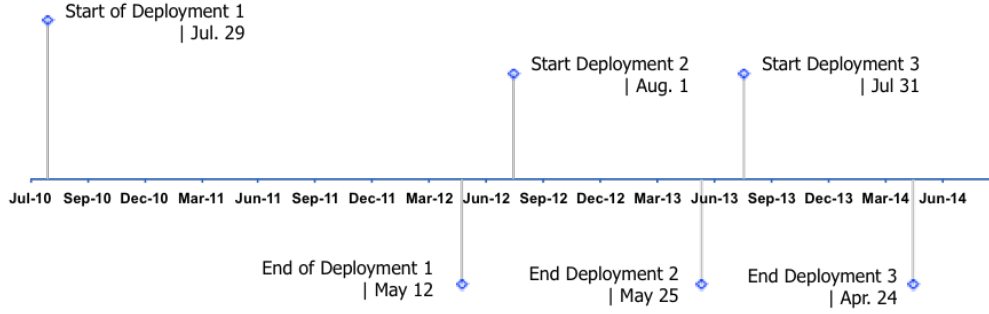 Start of Deployment 1
| Jul. 29
Start Deployment 2
| Aug. 1
Start Deployment 3
| Jul 31
Jul-10 Sep-10 Dec-10 Mar-11 Jun-11 Sep-11 Dec-11 Mar-12 Jun-12 Sep-12 Dec-12 Mar-13 Jun-13 Sep-13 Dec-13 Mar-14 Jun-14
End of Deployment 1
| May 12
End Deployment 2
| May 25
End Deployment 3
| Apr. 24